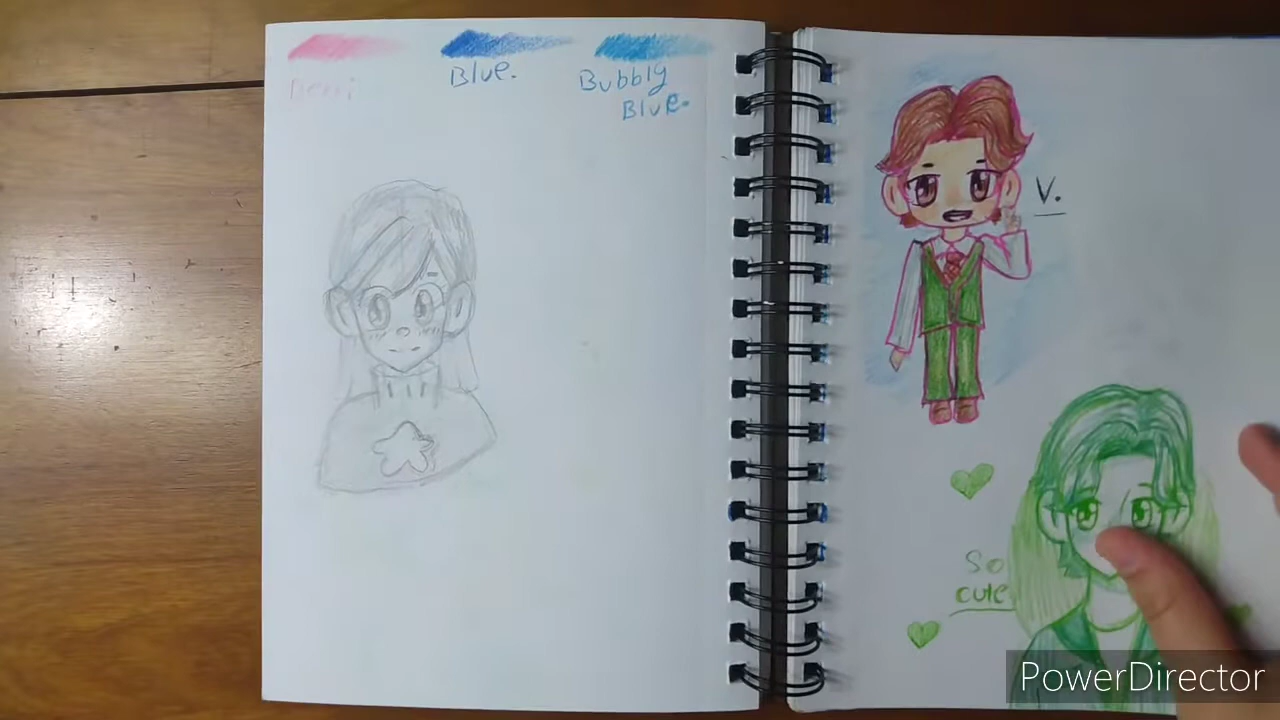 Blue.
Bubbly
Blue.
V.
So
cute
PowerDirector